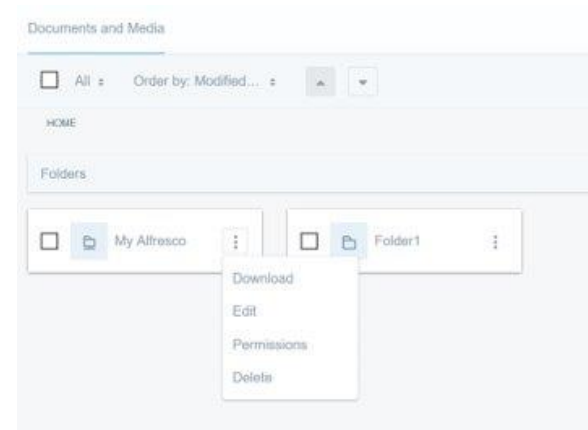 Documents and Media
All Order by: Modified...
HOME
Folders
My Alfresco Folder1
Download
Edit
Permissions
Delete